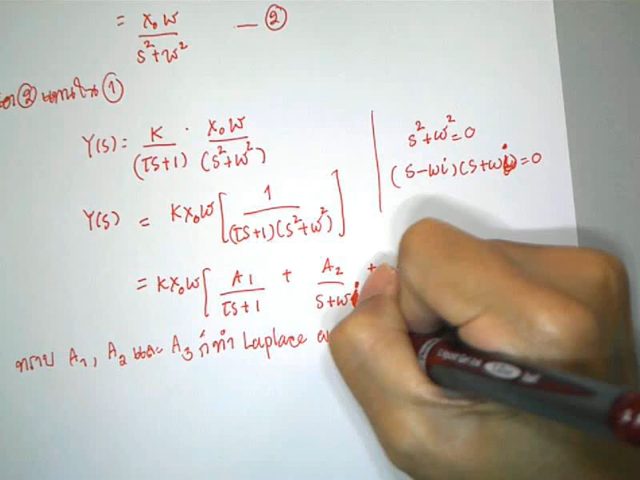 = x₀ω / s²+ω² — ②
② แทนใน ①
Y(s) = K / (τs+1) · x₀ω / (s²+ω²)
s²+ω²=0
(s-ωi)(s+ωi)=0
Y(s) = Kx₀ω [ 1 / (τs+1)(s²+ω²) ]
= Kx₀ω [ A₁ / τs+1 + A₂ / s+ωi +
ทราบ A₁, A₂ และ A₃ ก็ทำ Laplace